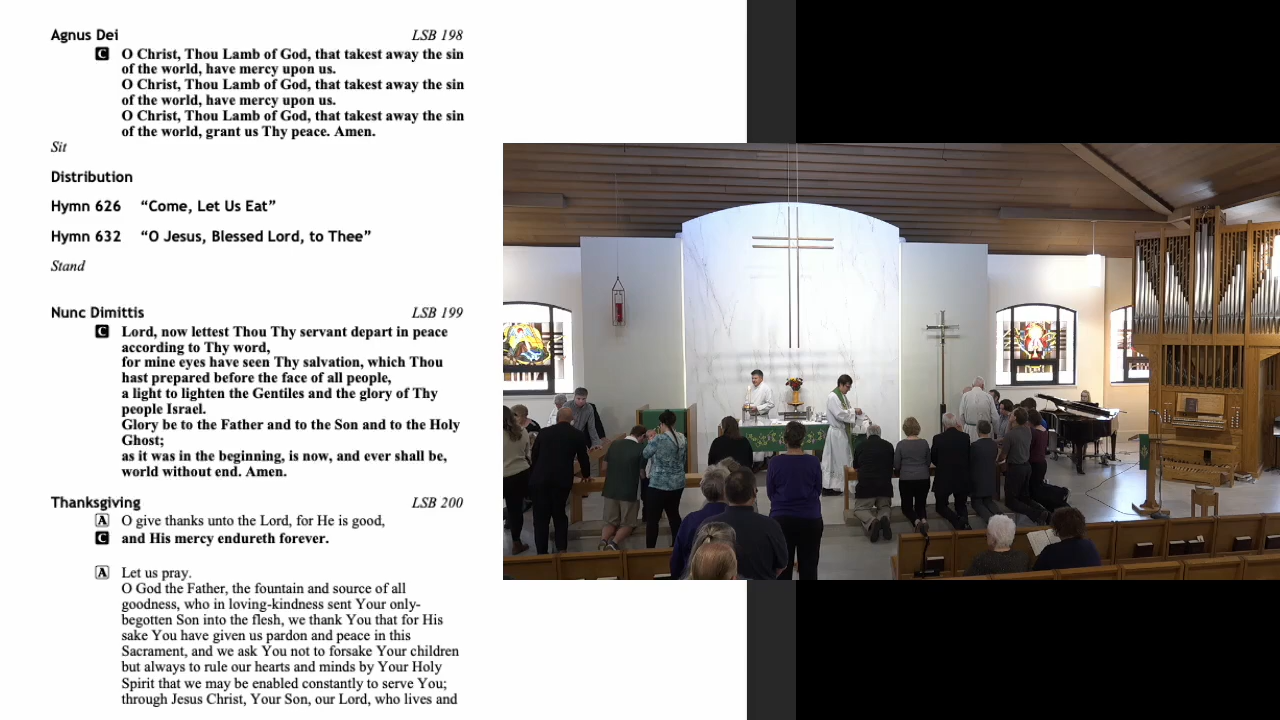 Agnus Dei LSB 198
C O Christ, Thou Lamb of God, that takest away the sin
of the world, have mercy upon us.
O Christ, Thou Lamb of God, that takest away the sin
of the world, have mercy upon us.
O Christ, Thou Lamb of God, that takest away the sin
of the world, grant us Thy peace. Amen.
Sit
Distribution
Hymn 626 “Come, Let Us Eat”
Hymn 632 “O Jesus, Blessed Lord, to Thee”
Stand
Nunc Dimittis LSB 199
C Lord, now lettest Thou Thy servant depart in peace
according to Thy word,
for mine eyes have seen Thy salvation, which Thou
hast prepared before the face of all people,
a light to lighten the Gentiles and the glory of Thy
people Israel.
Glory be to the Father and to the Son and to the Holy
Ghost;
as it was in the beginning, is now, and ever shall be,
world without end. Amen.
Thanksgiving LSB 200
A O give thanks unto the Lord, for He is good,
C and His mercy endureth forever.
A Let us pray.
O God the Father, the fountain and source of all
goodness, who in loving-kindness sent Your only-
begotten Son into the flesh, we thank You that for His
sake You have given us pardon and peace in this
Sacrament, and we ask You not to forsake Your children
but always to rule our hearts and minds by Your Holy
Spirit that we may be enabled constantly to serve You;
through Jesus Christ, Your Son, our Lord, who lives and